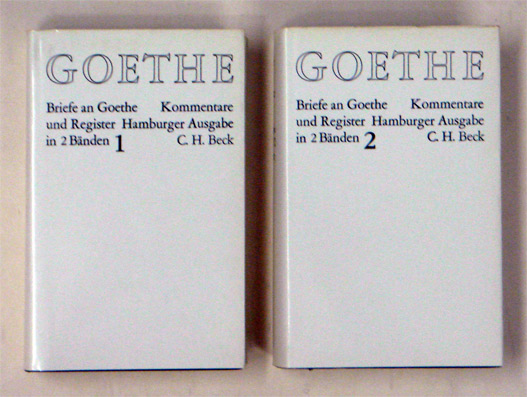 GOETHE
Briefe an Goethe Kommentare
und Register Hamburger Ausgabe
in 2 Bänden 1 C. H. Beck
GOETHE
Briefe an Goethe Kommentare
und Register Hamburger Ausgabe
in 2 Bänden 2 C. H. Beck